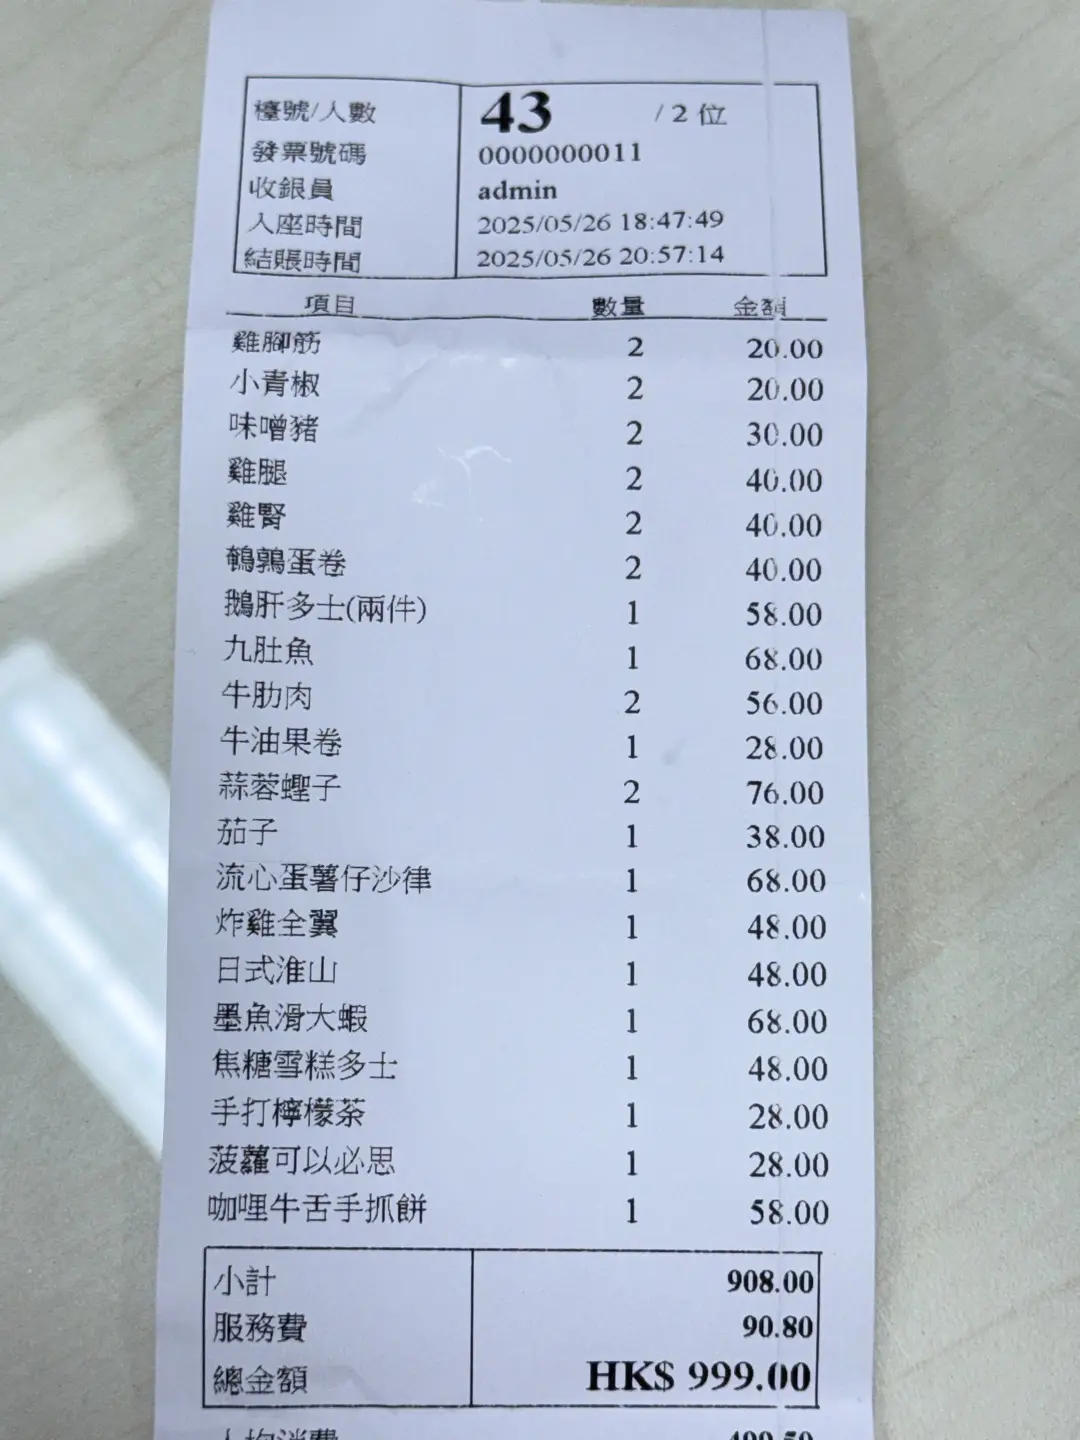 檯號/人數 43 / 2 位
發票號碼 0000000011
收銀員 admin
入座時間 2025/05/26 18:47:49
結賬時間 2025/05/26 20:57:14
項目 數量 金額
雞腳筋 2 20.00
小青椒 2 20.00
味噌豬 2 30.00
雞腿 2 40.00
雞腎 2 40.00
鵪鶉蛋卷 2 40.00
鵝肝多士(兩件) 1 58.00
九肚魚 1 68.00
牛肋肉 2 56.00
牛油果卷 1 28.00
蒜蓉蟶子 2 76.00
茄子 1 38.00
流心蛋薯仔沙律 1 68.00
炸雞全翼 1 48.00
日式淮山 1 48.00
墨魚滑大蝦 1 68.00
焦糖雪糕多士 1 48.00
手打檸檬茶 1 28.00
菠蘿可以必思 1 28.00
咖哩牛舌手抓餅 1 58.00
小計 908.00
服務費 90.80
總金額 HK$ 999.00
人均消費 499.50